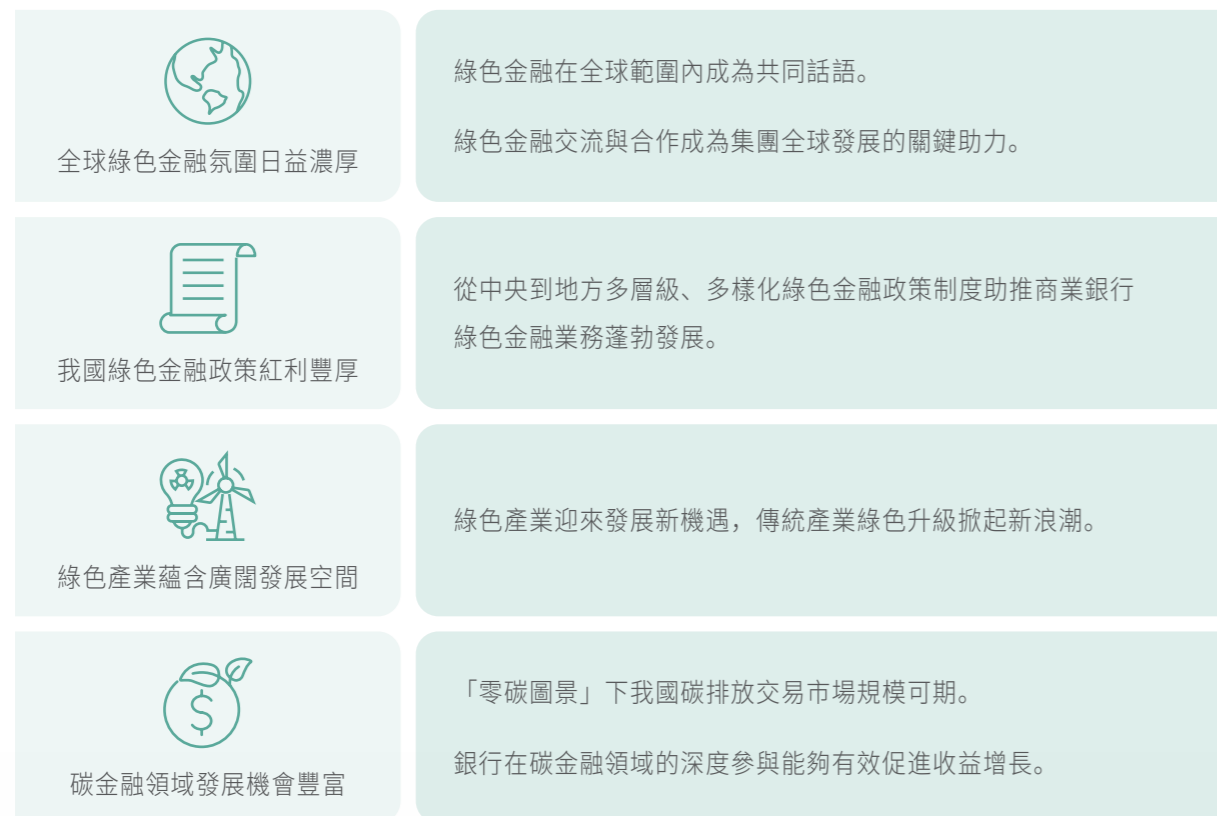 全球綠色金融氛圍日益濃厚
綠色金融在全球範圍內成為共同話語。
綠色金融交流與合作成為集團全球發展的關鍵助力。
我國綠色金融政策紅利豐厚
從中央到地方多層級、多樣化綠色金融政策制度助推商業銀行
綠色金融業務蓬勃發展。
綠色產業蘊含廣闊發展空間
綠色產業迎來發展新機遇，傳統產業綠色升級掀起新浪潮。
碳金融領域發展機會豐富
「零碳圖景」下我國碳排放交易市場規模可期。
銀行在碳金融領域的深度參與能夠有效促進收益增長。